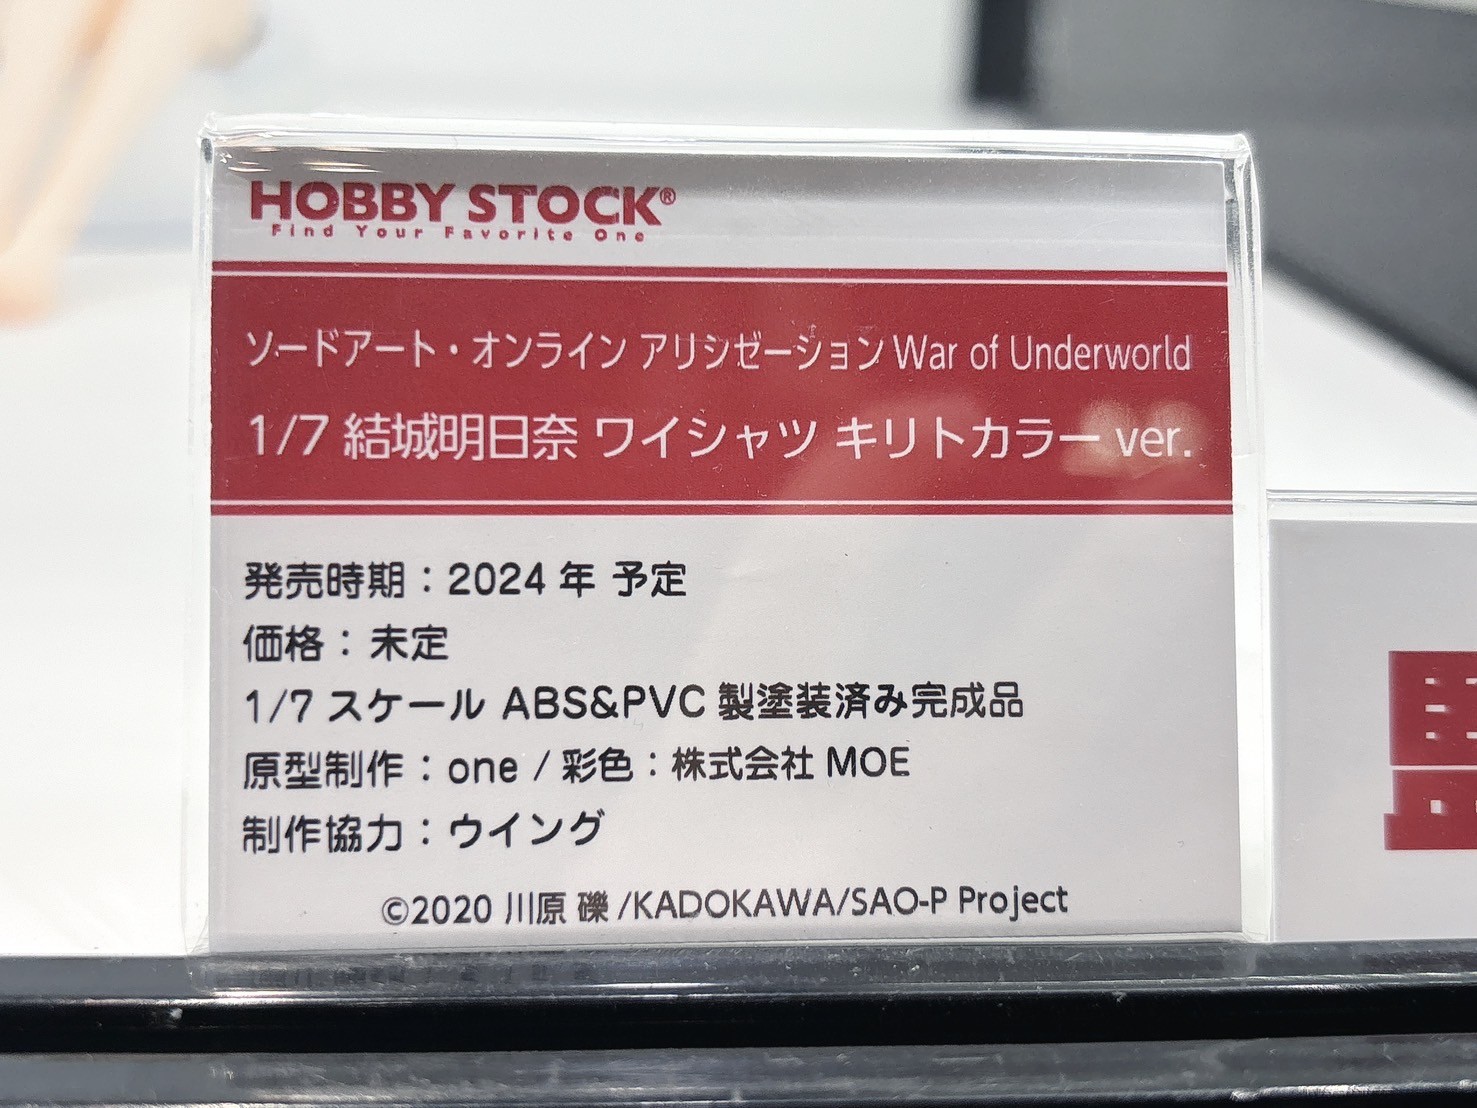 HOBBY STOCK®
Find Your Favorite One
ソードアート・オンライン アリシゼーション War of Underworld
1/7 結城明日奈 ワイシャツ キリトカラー ver.
発売時期：2024 年 予定
価格：未定
1/7 スケール ABS&PVC 製塗装済み完成品
原型制作：one / 彩色：株式会社 MOE
制作協力：ウイング
©2020 川原 礫 /KADOKAWA/SAO-P Project